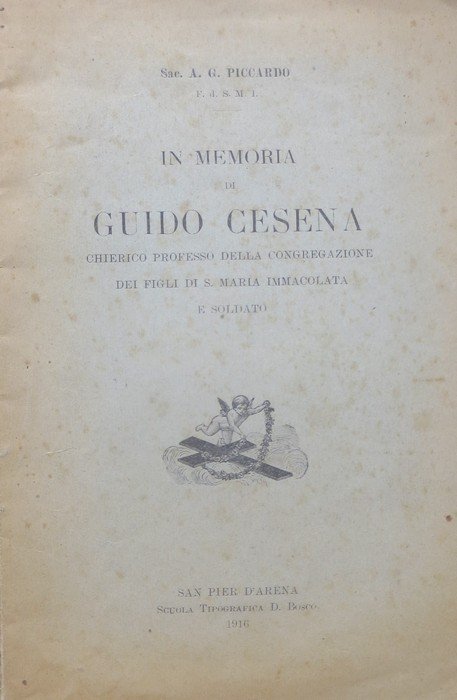 Sac. A. G. PICCARDO
F. d. S. M. I.
IN MEMORIA
DI
GUIDO CESENA
CHIERICO PROFESSO DELLA CONGREGAZIONE
DEI FIGLI DI S. MARIA IMMACOLATA
E SOLDATO
SAN PIER D'ARENA
SCUOLA TIPOGRAFICA D. BOSCO
1916